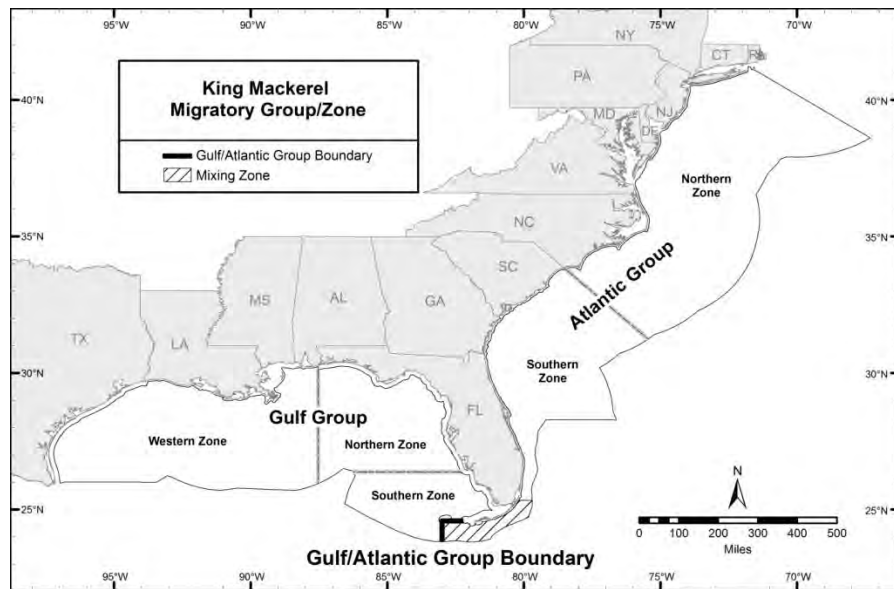 95°W
90°W
85°W
80°W
75°W
70°W
NY
CT
RI
PA
40°N
40°N
King Mackerel
Migratory Group/Zone
Gulf/Atlantic Group Boundary
Mixing Zone
NJ
MD
DE
VA
Northern
Zone
NC
35°N
35°N
SC
Atlantic Group
MS
AL
GA
TX
LA
30°N
30°N
Southern
Zone
FL
Gulf Group
Western Zone
Northern Zone
Southern Zone
25°N
25°N
N
0
100
200
300
400
500
Miles
Gulf/Atlantic Group Boundary
95°W
90°W
85°W
80°W
75°W
70°W